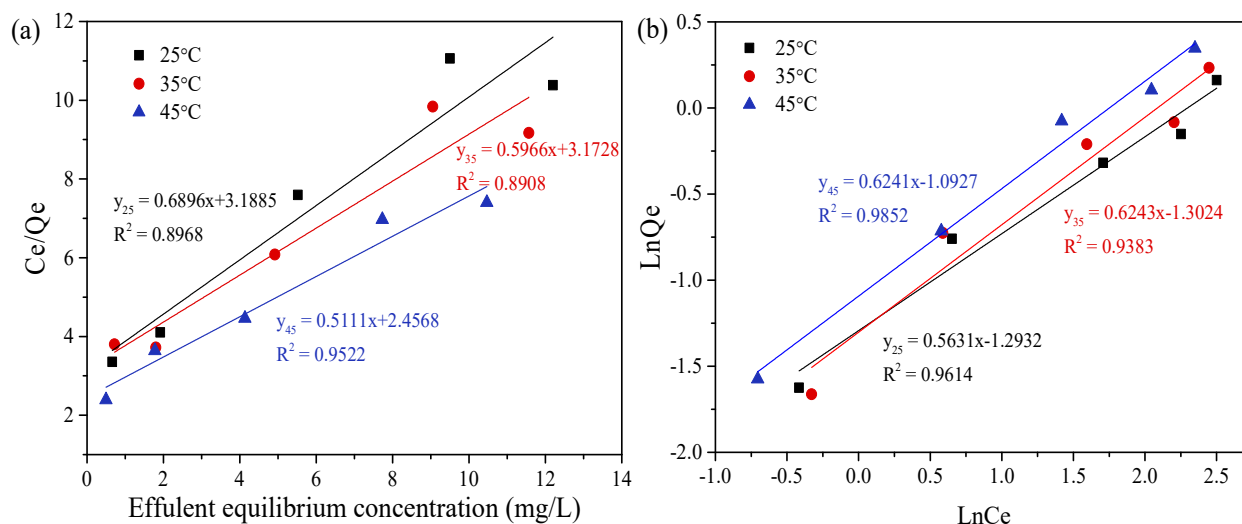 (a)
12
10
8
6
4
2
Ce/Qe
25°C
35°C
45°C
y35 = 0.5966x+3.1728
R² = 0.8908
y25 = 0.6896x+3.1885
R² = 0.8968
y45 = 0.5111x+2.4568
R² = 0.9522
0 2 4 6 8 10 12 14
Effulent equilibrium concentration (mg/L)
(b)
0.5
0.0
-0.5
-1.0
-1.5
-2.0
LnQe
25°C
35°C
45°C
y45 = 0.6241x-1.0927
R² = 0.9852
y35 = 0.6243x-1.3024
R² = 0.9383
y25 = 0.5631x-1.2932
R² = 0.9614
-1.0 -0.5 0.0 0.5 1.0 1.5 2.0 2.5
LnCe